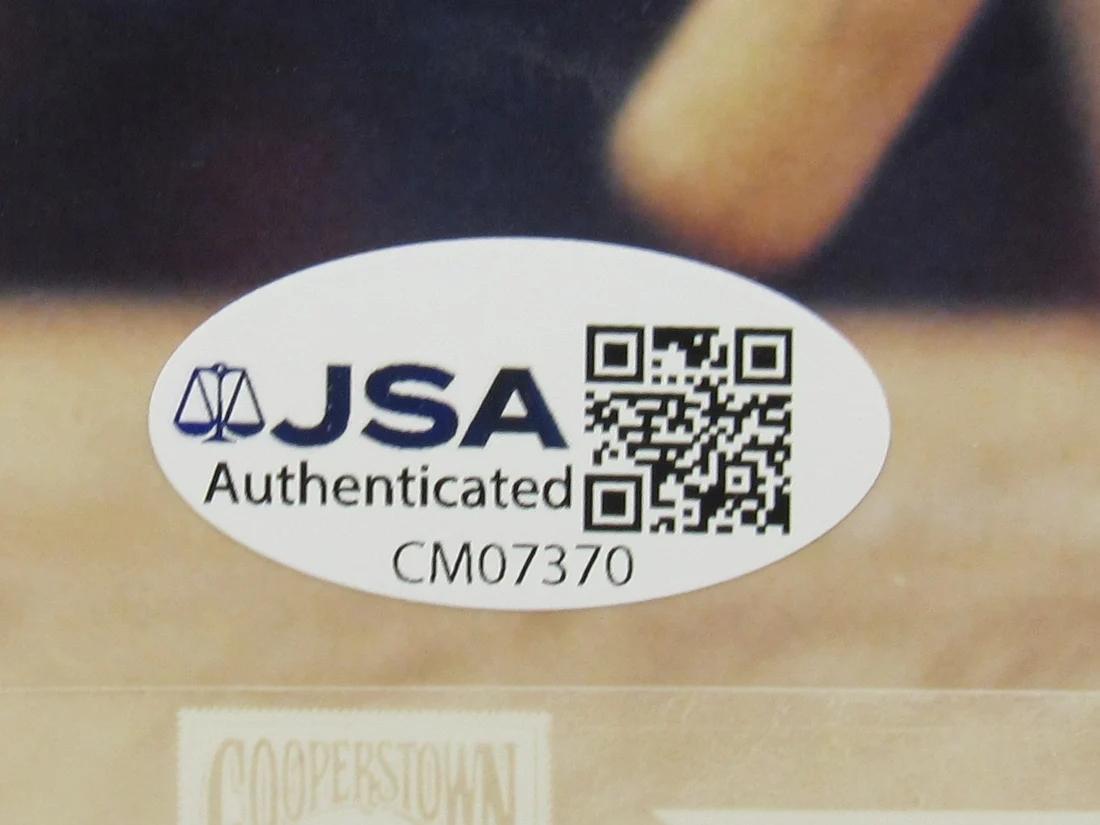 JSA
Authenticated
CM07370
COOPERSTOWN